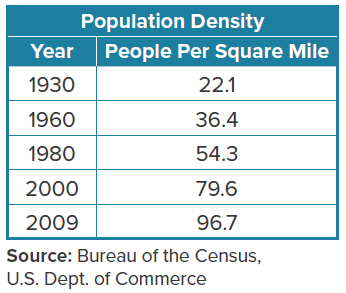 Population Density
Year People Per Square Mile
1930 22.1
1960 36.4
1980 54.3
2000 79.6
2009 96.7
Source: Bureau of the Census,
U.S. Dept. of Commerce